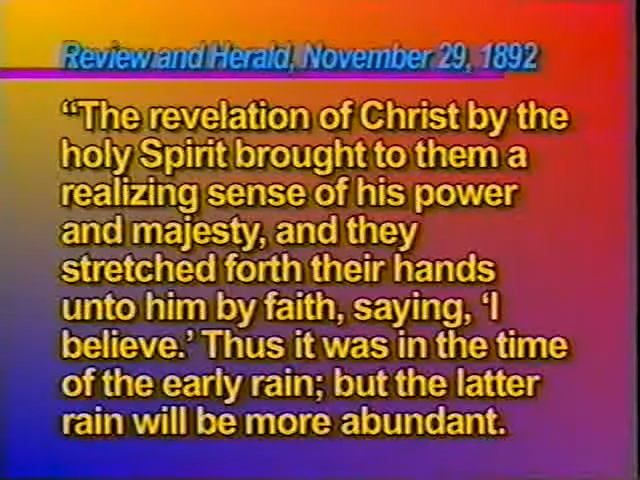 Review and Herald, November 29, 1892
“The revelation of Christ by the
holy Spirit brought to them a
realizing sense of his power
and majesty, and they
stretched forth their hands
unto him by faith, saying, ‘I
believe.’ Thus it was in the time
of the early rain; but the latter
rain will be more abundant.